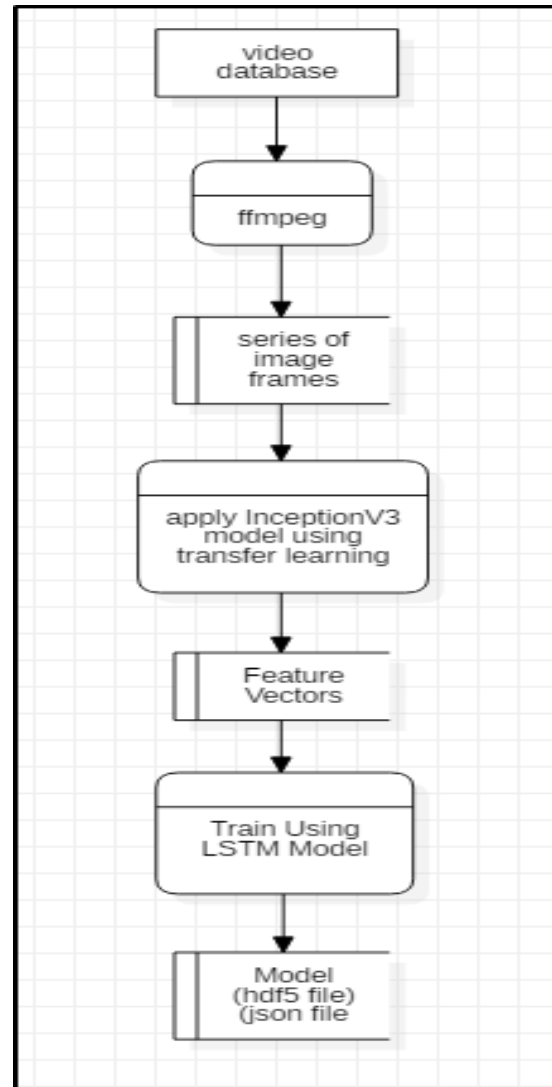 video
database
ffmpeg
series of
image
frames
apply InceptionV3
model using
transfer learning
Feature
Vectors
Train Using
LSTM Model
Model
(hdf5 file)
(json file